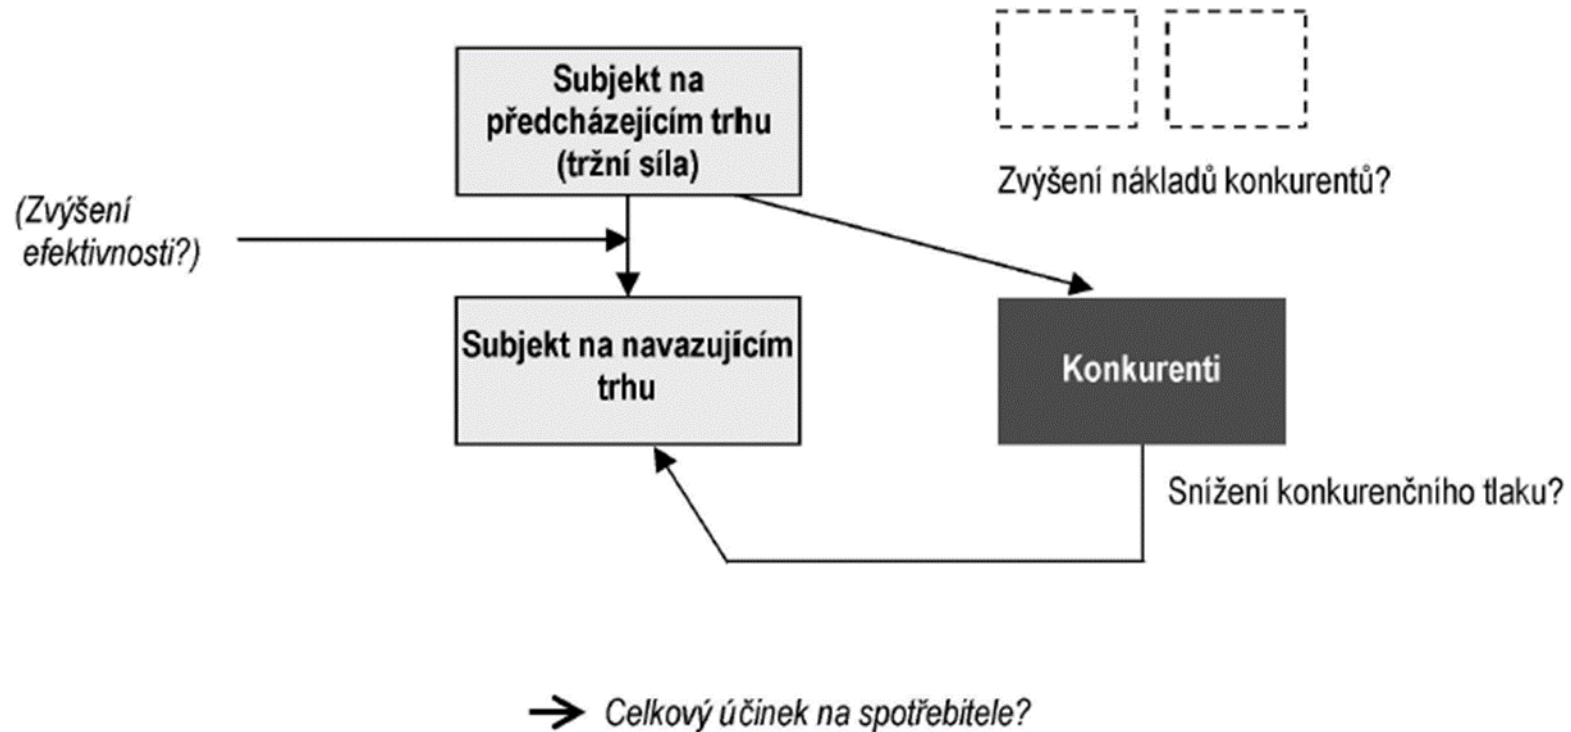 Subjekt na
předcházejícím trhu
(tržní síla)
Zvýšení nákladů konkurentů?
(Zvýšení
efektivnosti?)
Subjekt na navazujícím
trhu
Konkurenti
Snížení konkurenčního tlaku?
Celkový účinek na spotřebitele?